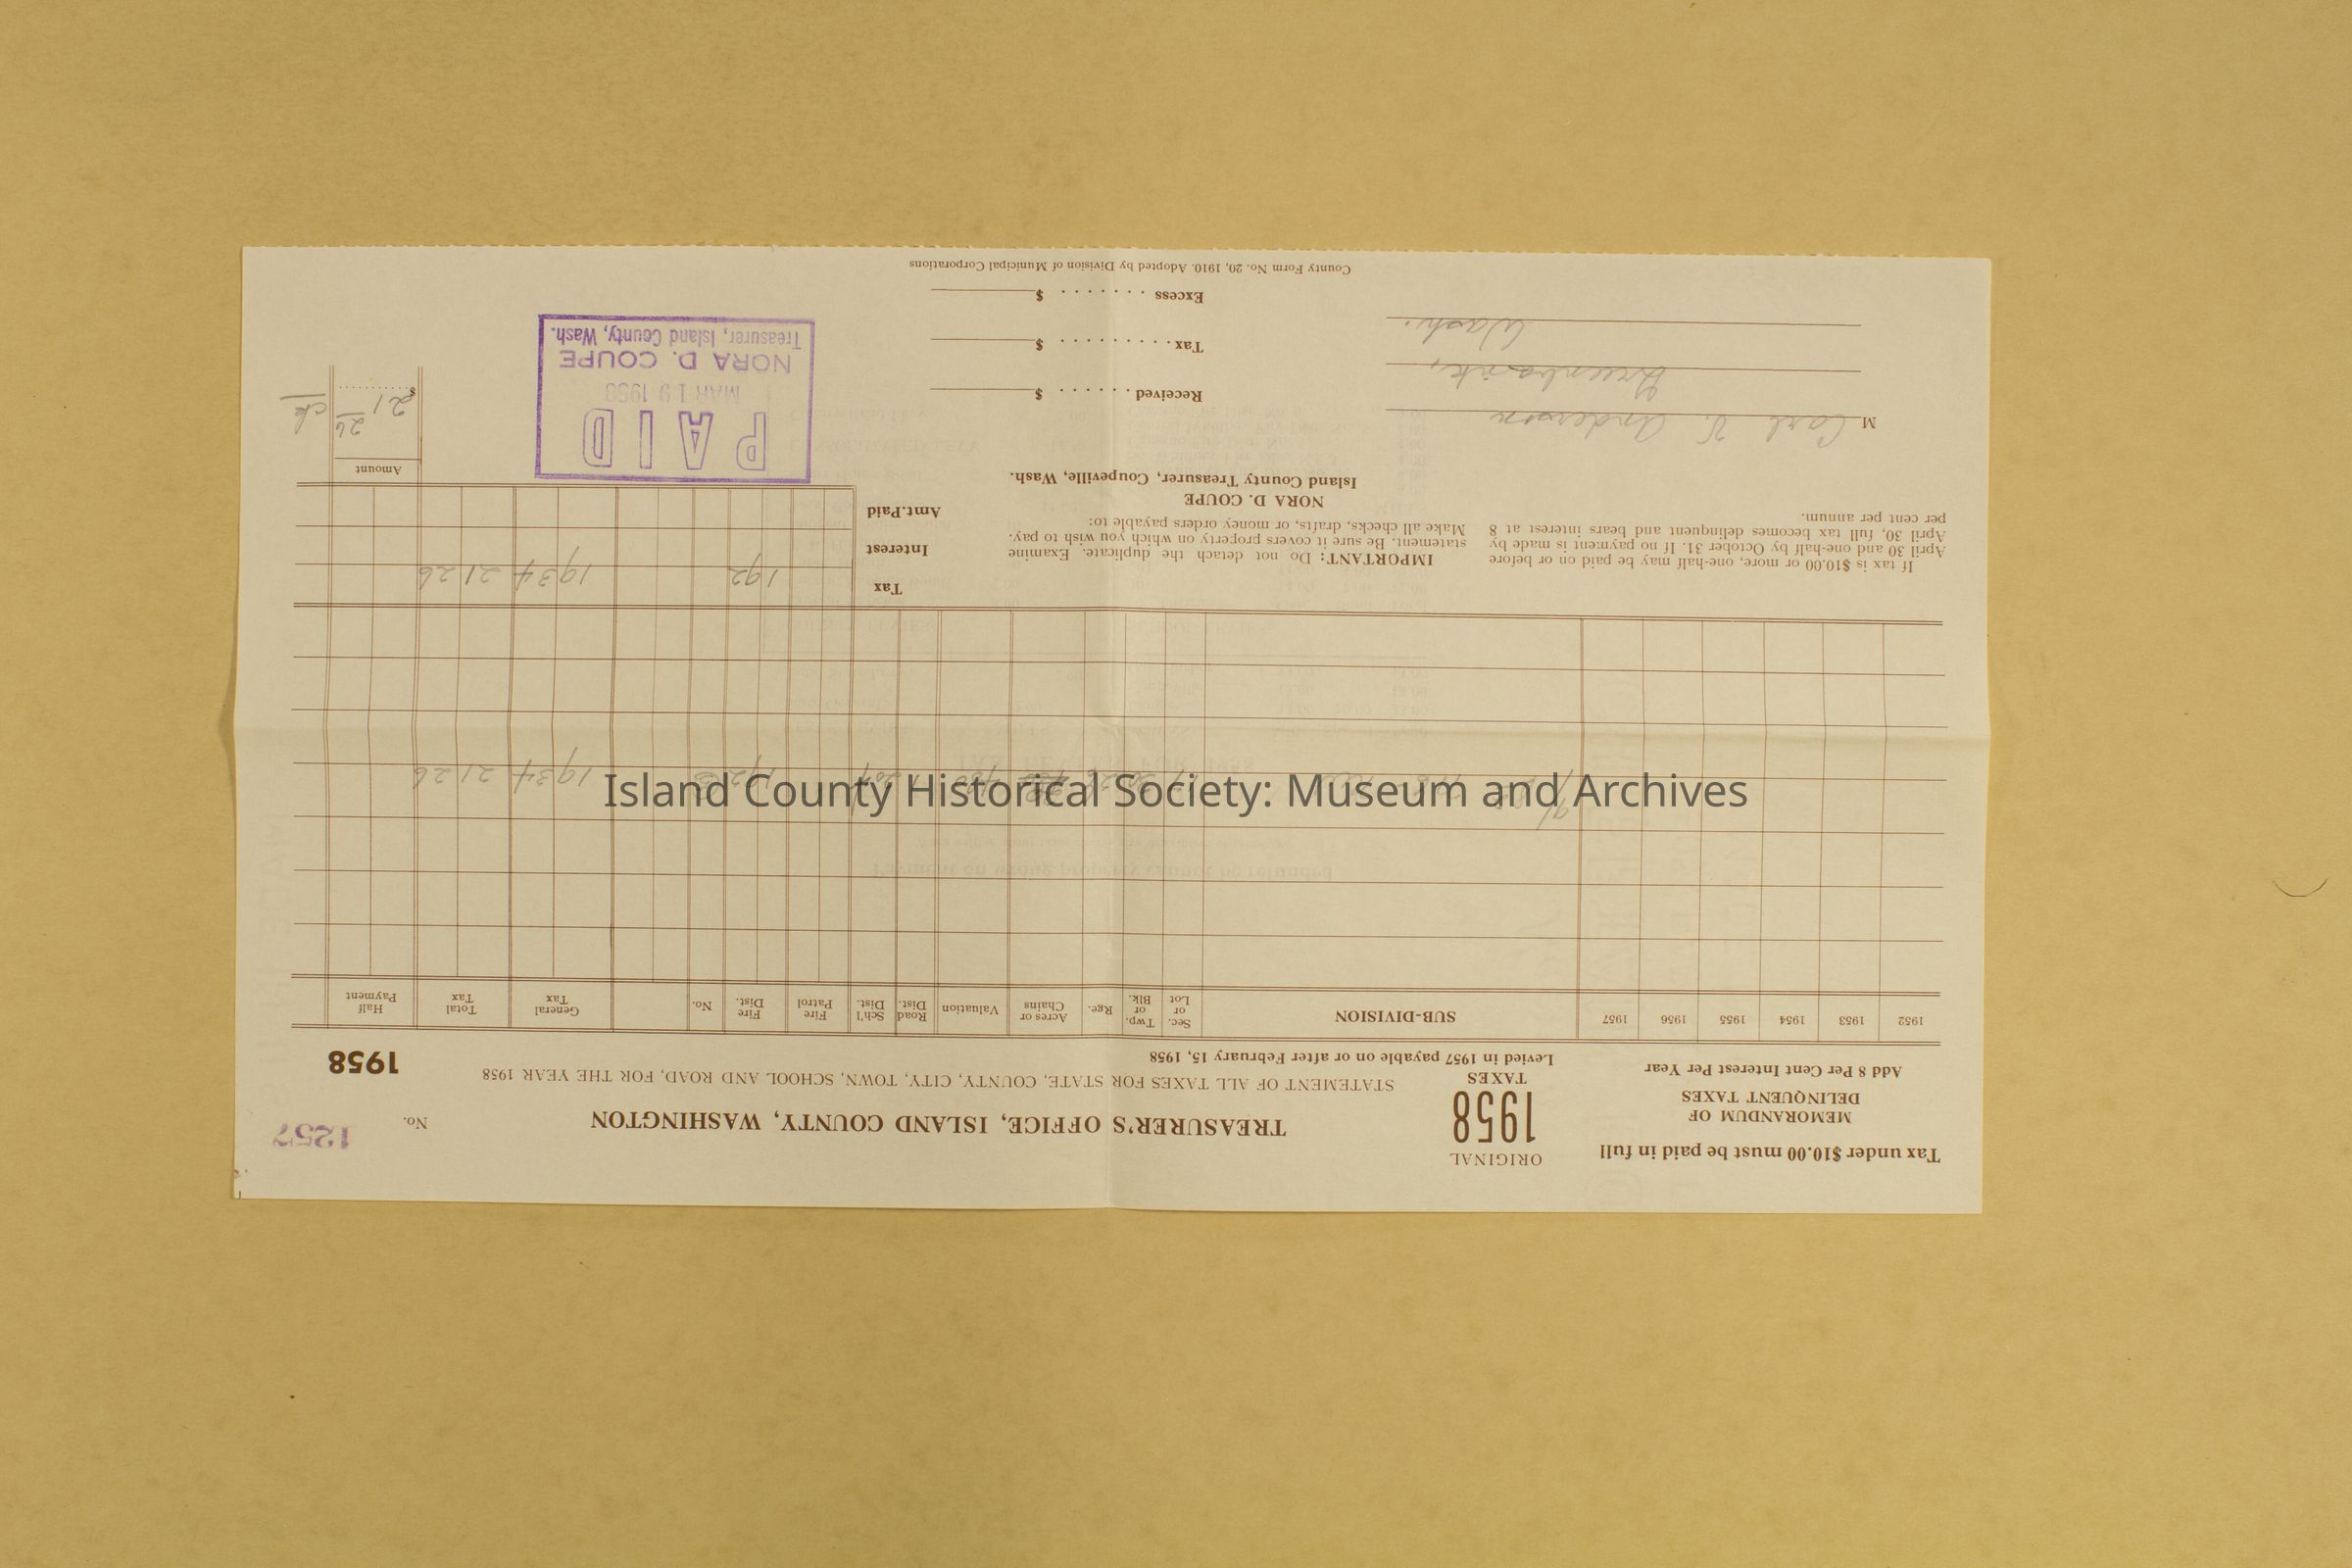 Tax under $10.00 must be paid in full
MEMORANDUM OF
DELINQUENT TAXES
Add 8 Per Cent Interest Per Year
ORIGINAL
1958
TAXES
TREASURER'S OFFICE, ISLAND COUNTY, WASHINGTON
No. 1257
STATEMENT OF ALL TAXES FOR STATE, COUNTY, CITY, TOWN, SCHOOL AND ROAD, FOR THE YEAR 1958
1958
Levied in 1957 payable on or after February 15, 1958
1952 1953 1954 1955 1956 1957 SUB-DIVISION Sec. or Lot Twp. or Blk. Rge. Acres or Chains Valuation Road Dist. Sch'l Dist. Fire Patrol Fire Dist. No. General Tax Total Tax Half Payment
192 1934 21 26
Island County Historical Society: Museum and Archives
If tax is $10.00 or more, one-half may be paid on or before
April 30 and one-half by October 31. If no payment is made by
April 30, full tax becomes delinquent and bears interest at 8
per cent per annum.
IMPORTANT: Do not detach the duplicate. Examine
statement. Be sure it covers property on which you wish to pay.
Make all checks, drafts, or money orders payable to:
NORA D. COUPE
Island County Treasurer, Coupeville, Wash.
Tax 192 1934 21 26
Interest
Amt. Paid
Amount
$21 26 ck
M Carl V. Anderson
Greenbank,
Wash.
Received . . . . . . $
Tax . . . . . . . . . $
Excess . . . . . . . $
PAID
MAR 19 1958
NORA D. COUPE
Treasurer, Island County, Wash.
County Form No. 20, 1910. Adopted by Division of Municipal Corporations